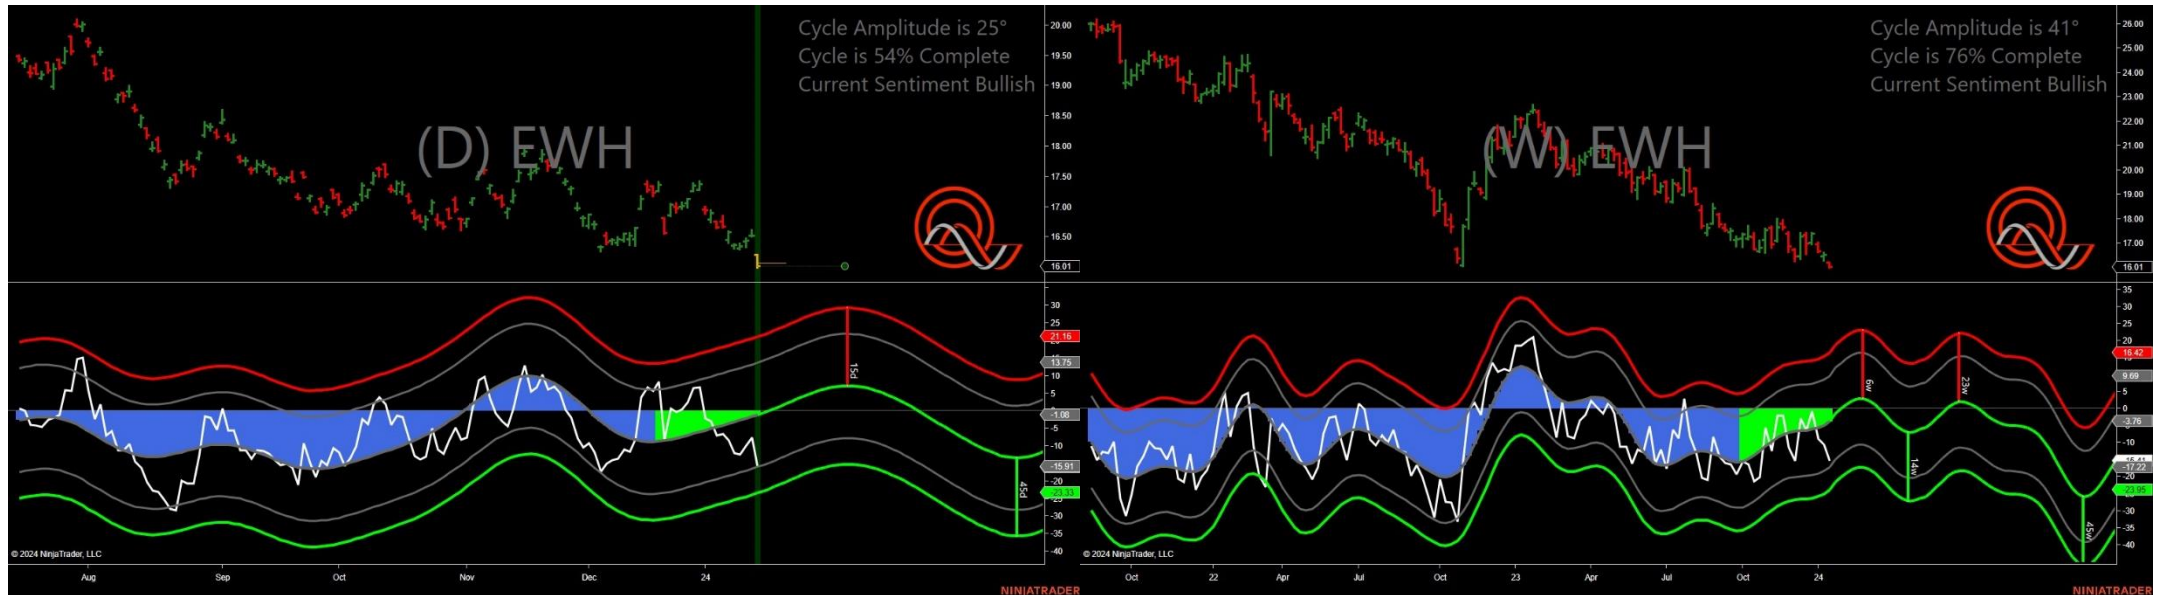 Cycle Amplitude is 25°
Cycle is 54% Complete
Current Sentiment Bullish
(D) EWH
20.00
19.50
19.00
18.50
18.00
17.50
17.00
16.50
16.01
30
21.16
13.75
5
0
-1.08
-5
-10
-15.91
-23.33
-30
-35
-40
15d
45d
© 2024 NinjaTrader, LLC
Aug Sep Oct Nov Dec 24
NINJATRADER
Cycle Amplitude is 41°
Cycle is 76% Complete
Current Sentiment Bullish
(W) EWH
26.00
25.00
24.00
23.00
22.00
21.00
20.00
19.00
18.00
17.00
16.01
35
30
25
20
16.42
9.69
5
0
-3.76
-10
-17.22
-23.95
-30
-35
-40
6w
23w
14w
45w
© 2024 NinjaTrader, LLC
Oct 22 Apr Jul Oct 23 Apr Jul Oct 24
NINJATRADER